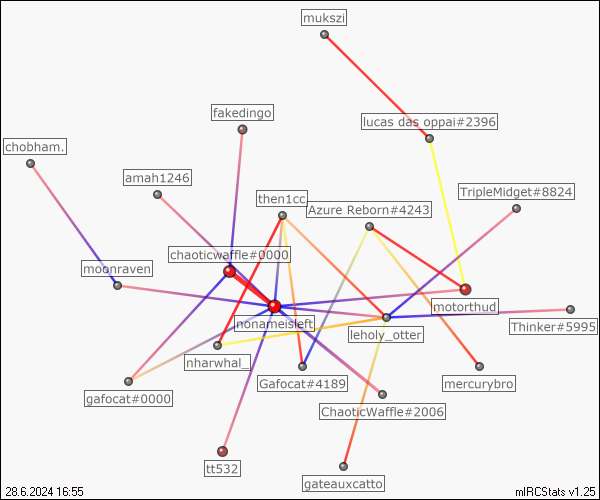 mukszi
fakedingo
lucas das oppai#2396
chobham.
amah1246
then1cc
TripleMidget#8824
Azure Reborn#4243
chaoticwaffle#0000
moonraven
motorthud
nonameisleft
Thinker#5995
leholy_otter
nharwhal_
Gafocat#4189
mercurybro
gafocat#0000
ChaoticWaffle#2006
tt532
gateauxcatto
28.6.2024 16:55
mIRCStats v1.25